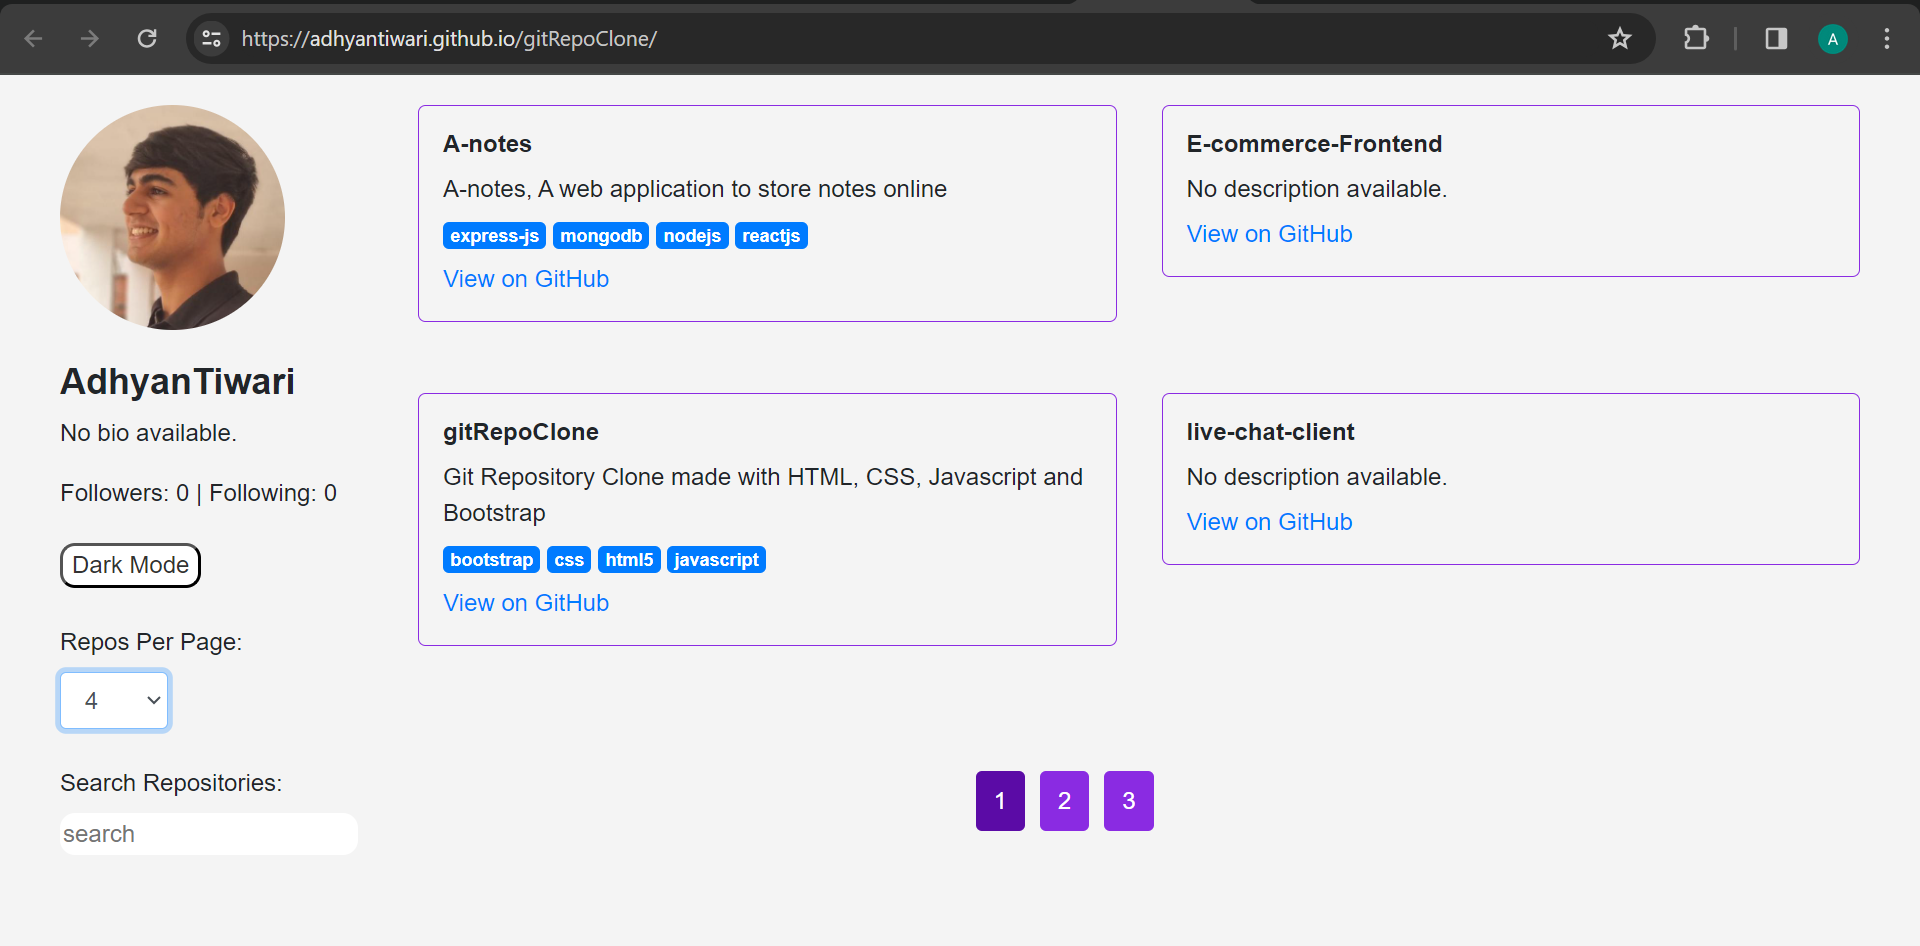 https://adhyantiwari.github.io/gitRepoClone/
A
AdhyanTiwari
No bio available.
Followers: 0 | Following: 0
Dark Mode
Repos Per Page:
4
Search Repositories:
search
A-notes
A-notes, A web application to store notes online
express-js mongodb nodejs reactjs
View on GitHub
E-commerce-Frontend
No description available.
View on GitHub
gitRepoClone
Git Repository Clone made with HTML, CSS, Javascript and
Bootstrap
bootstrap css html5 javascript
View on GitHub
live-chat-client
No description available.
View on GitHub
1 2 3